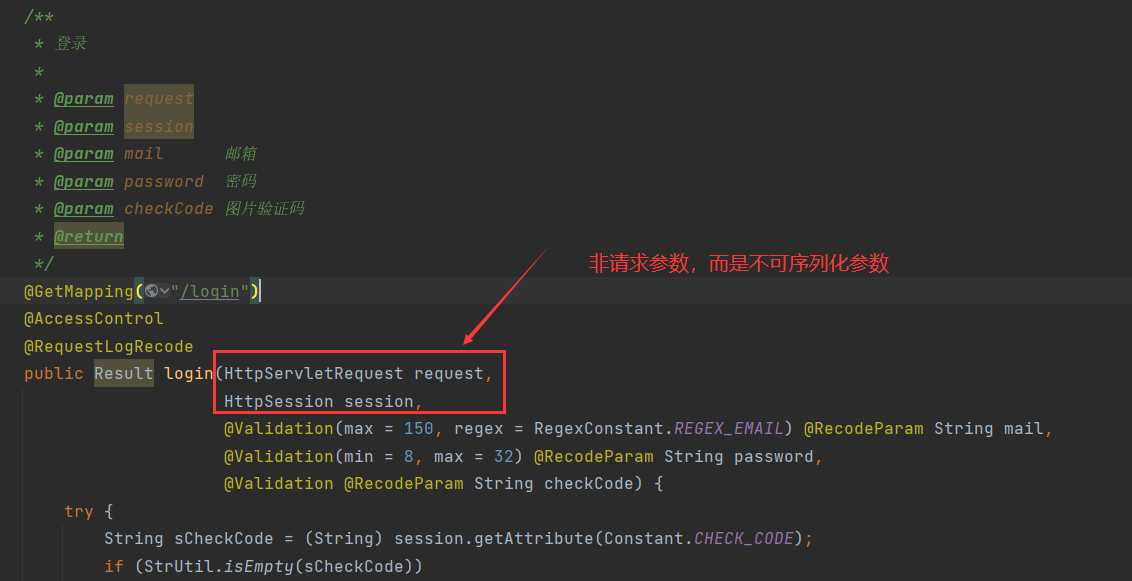 /**
* 登录
*
* @param request
* @param session
* @param mail 邮箱
* @param password 密码
* @param checkCode 图片验证码
* @return
*/
非请求参数，而是不可序列化参数
@GetMapping("/login")
@AccessControl
@RequestLogRecode
public Result login(HttpServletRequest request,
HttpSession session,
@Validation(max = 150, regex = RegexConstant.REGEX_EMAIL) @RecodeParam String mail,
@Validation(min = 8, max = 32) @RecodeParam String password,
@Validation @RecodeParam String checkCode) {
try {
String sCheckCode = (String) session.getAttribute(Constant.CHECK_CODE);
if (StrUtil.isEmpty(sCheckCode))